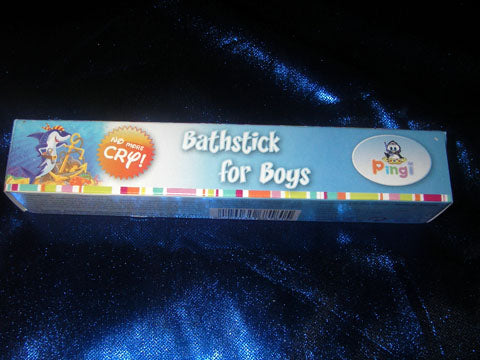 NO MORE
CRY!
Bathstick
for Boys
Pingi